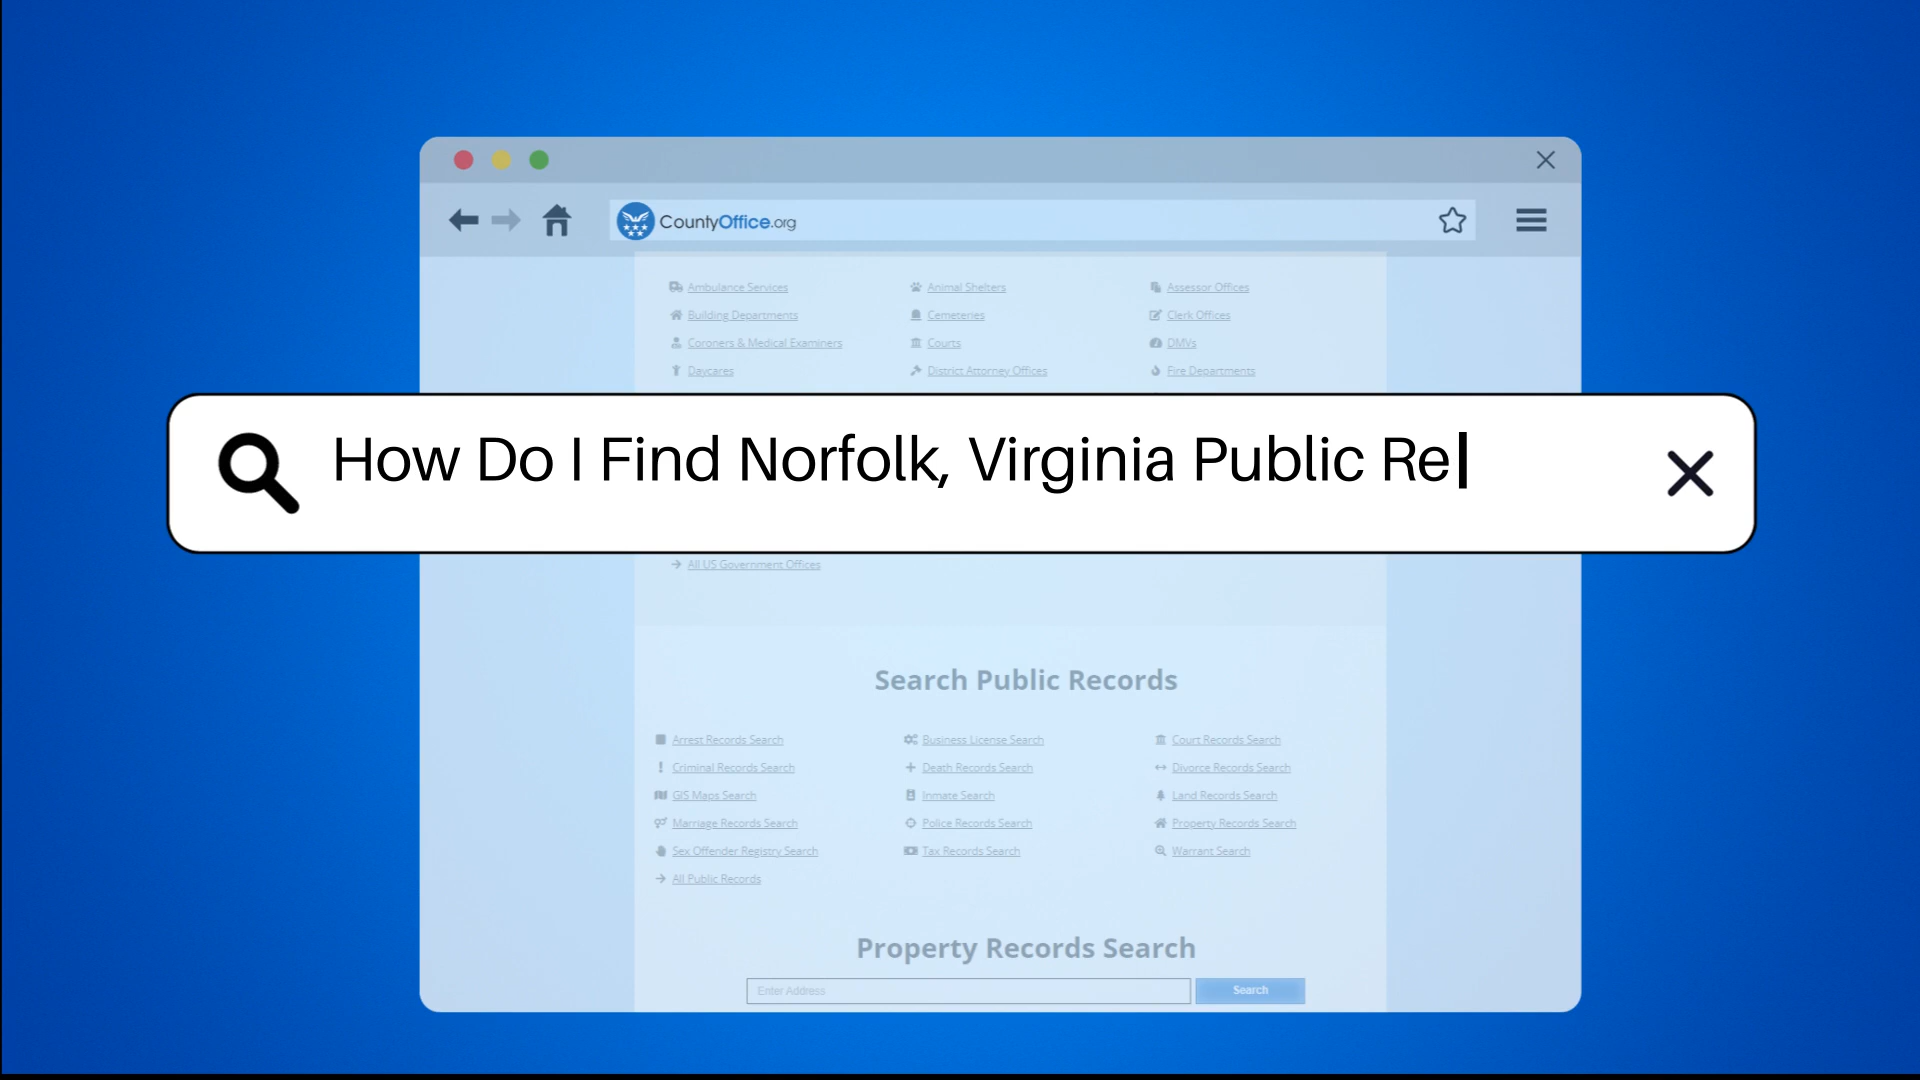 CountyOffice.org
Ambulance Services Animal Shelters Assessor Offices
Building Departments Cemeteries Clerk Offices
Coroners & Medical Examiners Courts DMVs
Daycares District Attorney Offices Fire Departments
How Do I Find Norfolk, Virginia Public Re
All US Government Offices
Search Public Records
Arrest Records Search Business License Search Court Records Search
Criminal Records Search Death Records Search Divorce Records Search
GIS Maps Search Inmate Search Land Records Search
Marriage Records Search Police Records Search Property Records Search
Sex Offender Registry Search Tax Records Search Warrant Search
All Public Records
Property Records Search
Enter Address Search